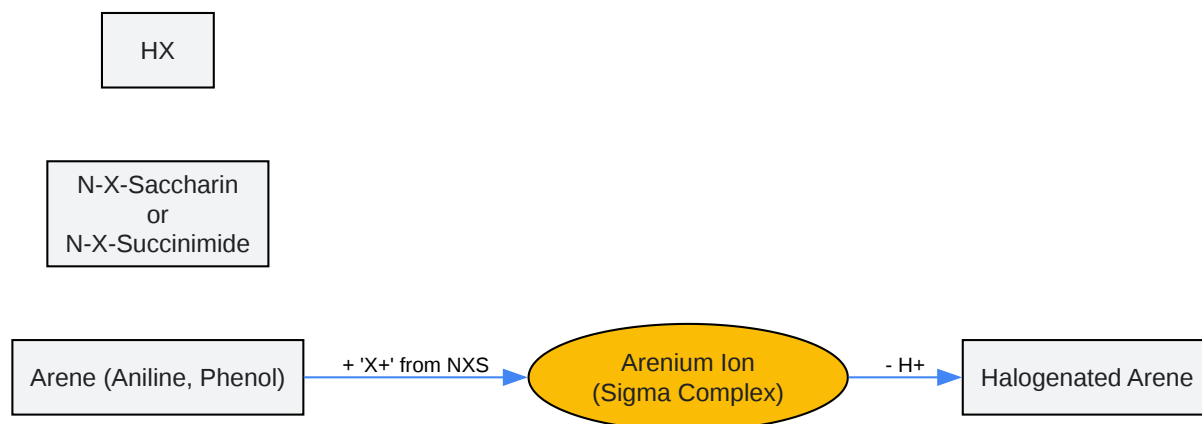 HX
N-X-Saccharin
or
N-X-Succinimide
Arene (Aniline, Phenol)
+ 'X+' from NXS
Arenium Ion
(Sigma Complex)
- H+
Halogenated Arene